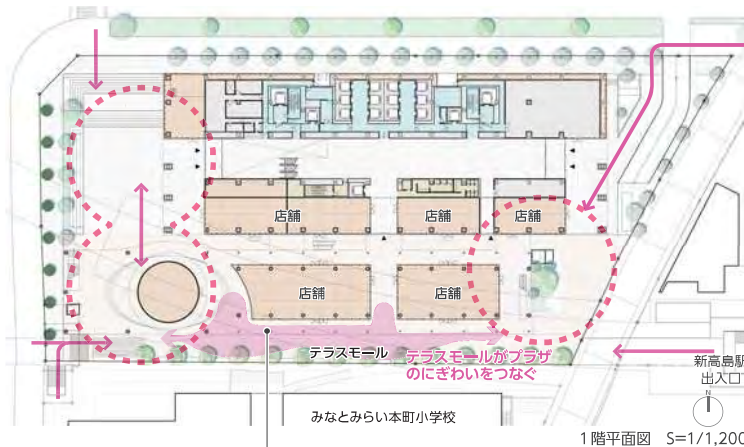 店舗
店舗
店舗
店舗
店舗
テラスモール
テラスモールがプラザ
のにぎわいをつなぐ
新高島駅
出入口
N
みなとみらい本町小学校
1階平面図 S=1/1,200